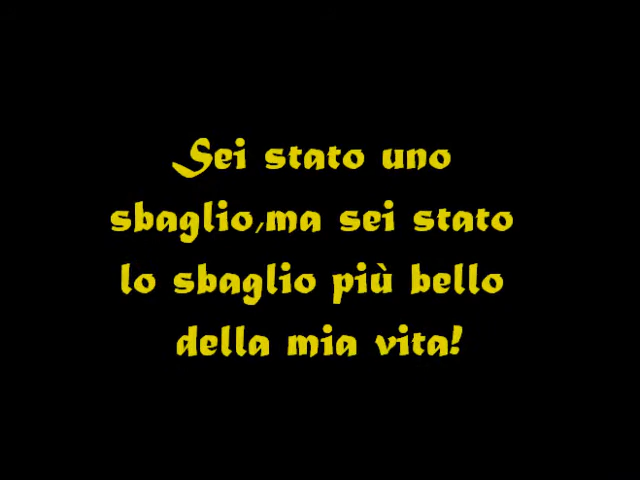 Sei stato uno
sbaglio,ma sei stato
lo sbaglio più bello
della mia vita!